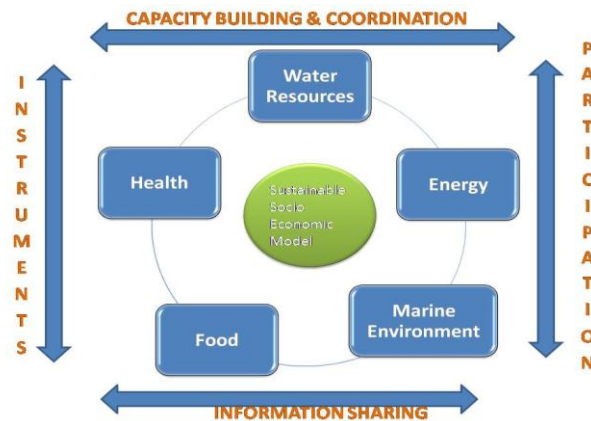 CAPACITY BUILDING & COORDINATION
INSTRUMENTS
Water
Resources
Health
Sustainable
Socio
Economic
Model
Energy
Food
Marine
Environment
PARTICIPATION
INFORMATION SHARING